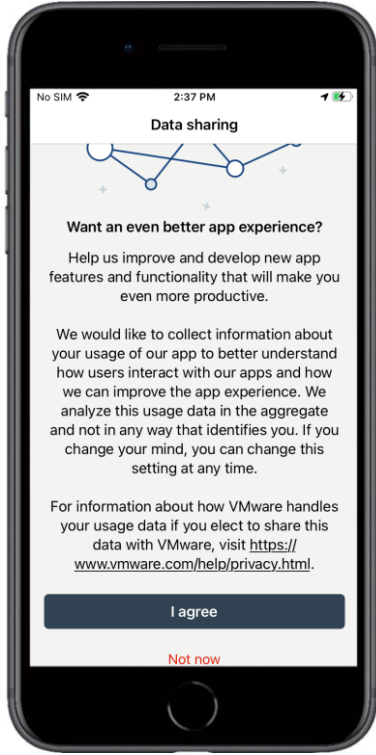 No SIM 2:37 PM
Data sharing
Want an even better app experience?
Help us improve and develop new app
features and functionality that will make you
even more productive.
We would like to collect information about
your usage of our app to better understand
how users interact with our apps and how
we can improve the app experience. We
analyze this usage data in the aggregate
and not in any way that identifies you. If you
change your mind, you can change this
setting at any time.
For information about how VMware handles
your usage data if you elect to share this
data with VMware, visit https://
www.vmware.com/help/privacy.html.
I agree
Not now